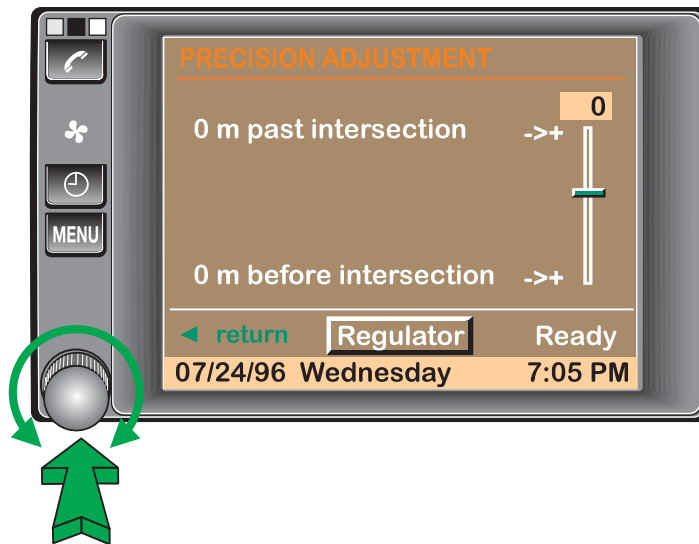 PRECISION ADJUSTMENT
0
0 m past intersection ->+
0 m before intersection ->+
◄ return Regulator Ready
07/24/96 Wednesday 7:05 PM
MENU